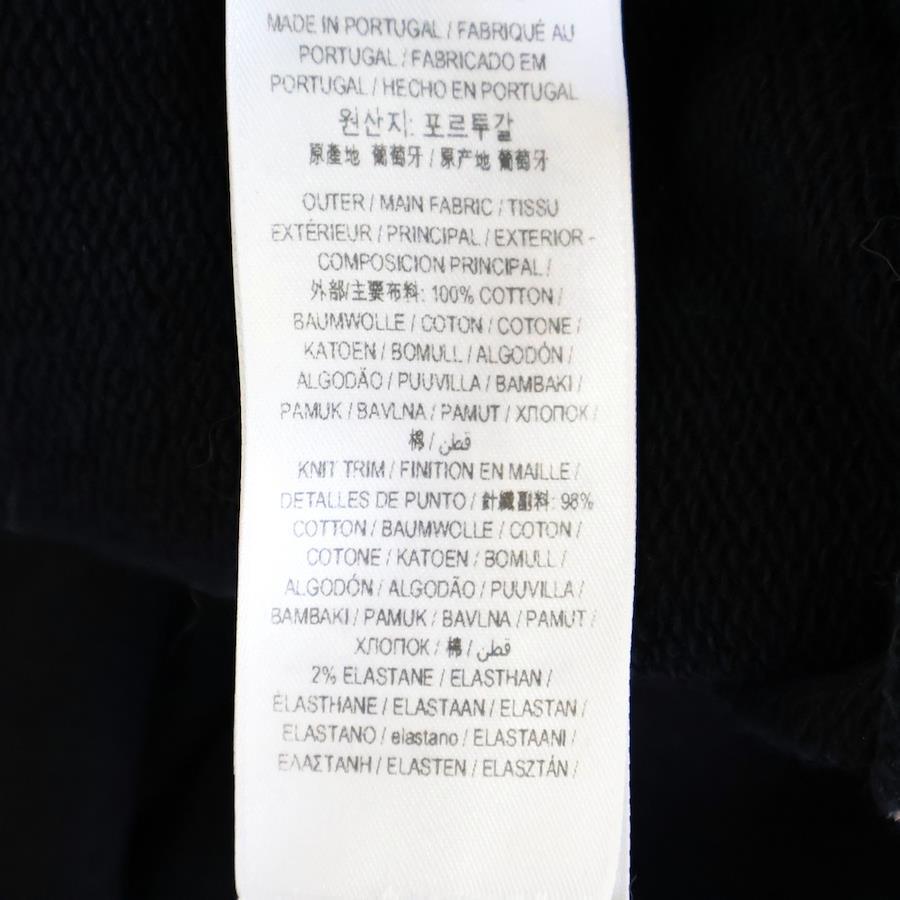 MADE IN PORTUGAL / FABRIQUÉ AU
PORTUGAL / FABRICADO EM
PORTUGAL / HECHO EN PORTUGAL
원산지: 포르투갈
原產地 葡萄牙 / 原产地 葡萄牙
OUTER / MAIN FABRIC / TISSU
EXTÉRIEUR / PRINCIPAL / EXTERIOR -
COMPOSICION PRINCIPAL /
外部/主要布料: 100% COTTON /
BAUMWOLLE / COTON / COTONE /
KATOEN / BOMULL / ALGODÓN /
ALGODÃO / PUUVILLA / BAMBAKI /
PAMUK / BAVLNA / PAMUT / ХЛОПОК /
棉 / قطن
KNIT TRIM / FINITION EN MAILLE /
DETALLES DE PUNTO / 針織副料: 98%
COTTON / BAUMWOLLE / COTON /
COTONE / KATOEN / BOMULL /
ALGODÓN / ALGODÃO / PUUVILLA /
BAMBAKI / PAMUK / BAVLNA / PAMUT /
ХЛОПОК / 棉 / قطن
2% ELASTANE / ELASTHAN /
ÉLASTHANE / ELASTAAN / ELASTAN /
ELASTANO / elastano / ELASTAANI /
ΕΛΑΣΤΑΝΗ / ELASTEN / ELASZTÁN /